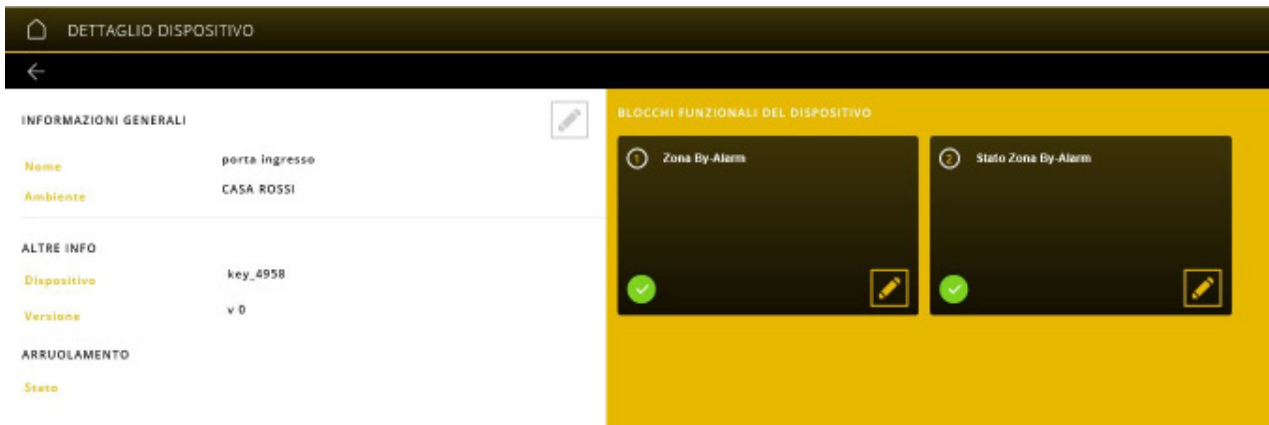 DETTAGLIO DISPOSITIVO
INFORMAZIONI GENERALI
Nome porta ingresso
Ambiente CASA ROSSI
ALTRE INFO
Dispositivo key_4958
Versione v 0
ARRUOLAMENTO
Stato
BLOCCHI FUNZIONALI DEL DISPOSITIVO
1 Zona By-Alarm
2 Stato Zona By-Alarm